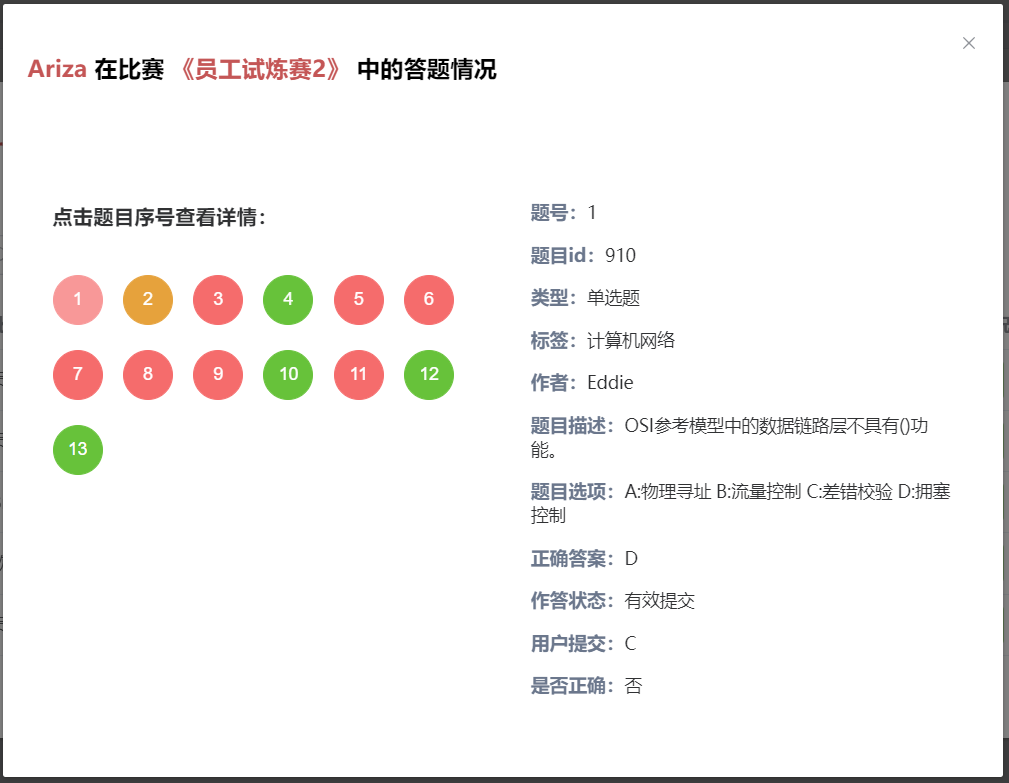 Ariza 在比赛 《员工试炼赛2》 中的答题情况
点击题目序号查看详情：
1 2 3 4 5 6
7 8 9 10 11 12
13
题号： 1
题目id： 910
类型： 单选题
标签： 计算机网络
作者： Eddie
题目描述： OSI参考模型中的数据链路层不具有()功
能。
题目选项： A:物理寻址 B:流量控制 C:差错校验 D:拥塞
控制
正确答案： D
作答状态： 有效提交
用户提交： C
是否正确： 否